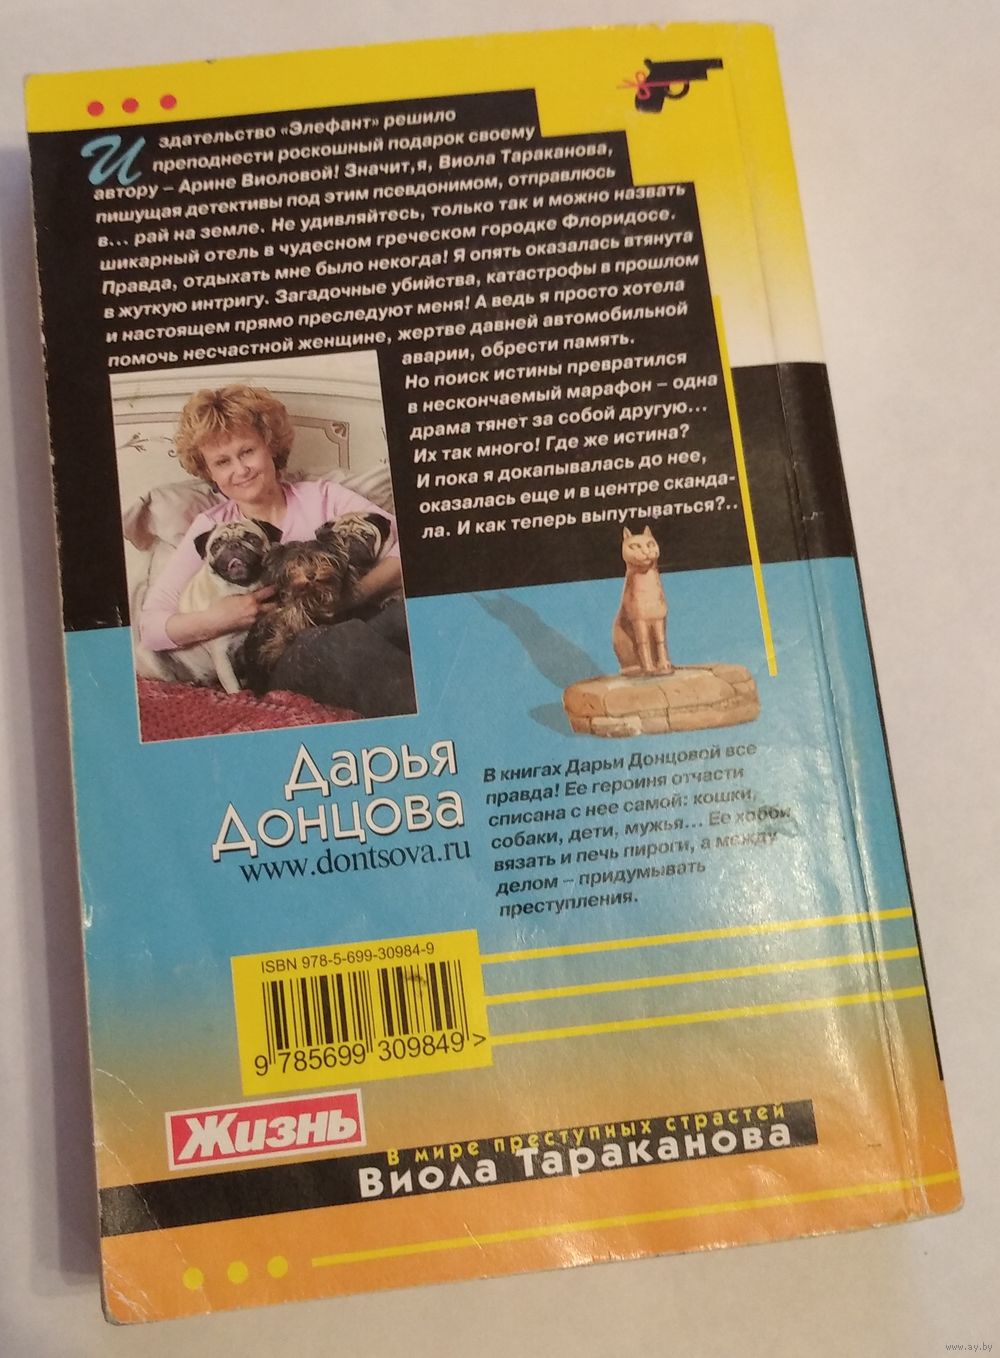 Издательство «Элефант» решило
преподнести роскошный подарок своему
автору – Арине Виоловой! Значит,я, Виола Тараканова,
пишущая детективы под этим псевдонимом, отправлюсь
в... рай на земле. Не удивляйтесь, только так и можно назвать
шикарный отель в чудесном греческом городке Флоридосе.
Правда, отдыхать мне было некогда! Я опять оказалась втянута
в жуткую интригу. Загадочные убийства, катастрофы в прошлом
и настоящем прямо преследуют меня! А ведь я просто хотела
помочь несчастной женщине, жертве давней автомобильной
аварии, обрести память.
Но поиск истины превратился
в нескончаемый марафон – одна
драма тянет за собой другую...
Их так много! Где же истина?
И пока я докапывалась до нее,
оказалась еще и в центре сканда-
ла. И как теперь выпутываться?..
Дарья
Донцова
www.dontsova.ru
В книгах Дарьи Донцовой все
правда! Ее героиня отчасти
списана с нее самой: кошки,
собаки, дети, мужья... Ее хобби
вязать и печь пироги, а между
делом – придумывать
преступления.
ISBN 978-5-699-30984-9
9 785699 309849 >
Жизнь
В мире преступных страстей
Виола Тараканова
www.ay.by